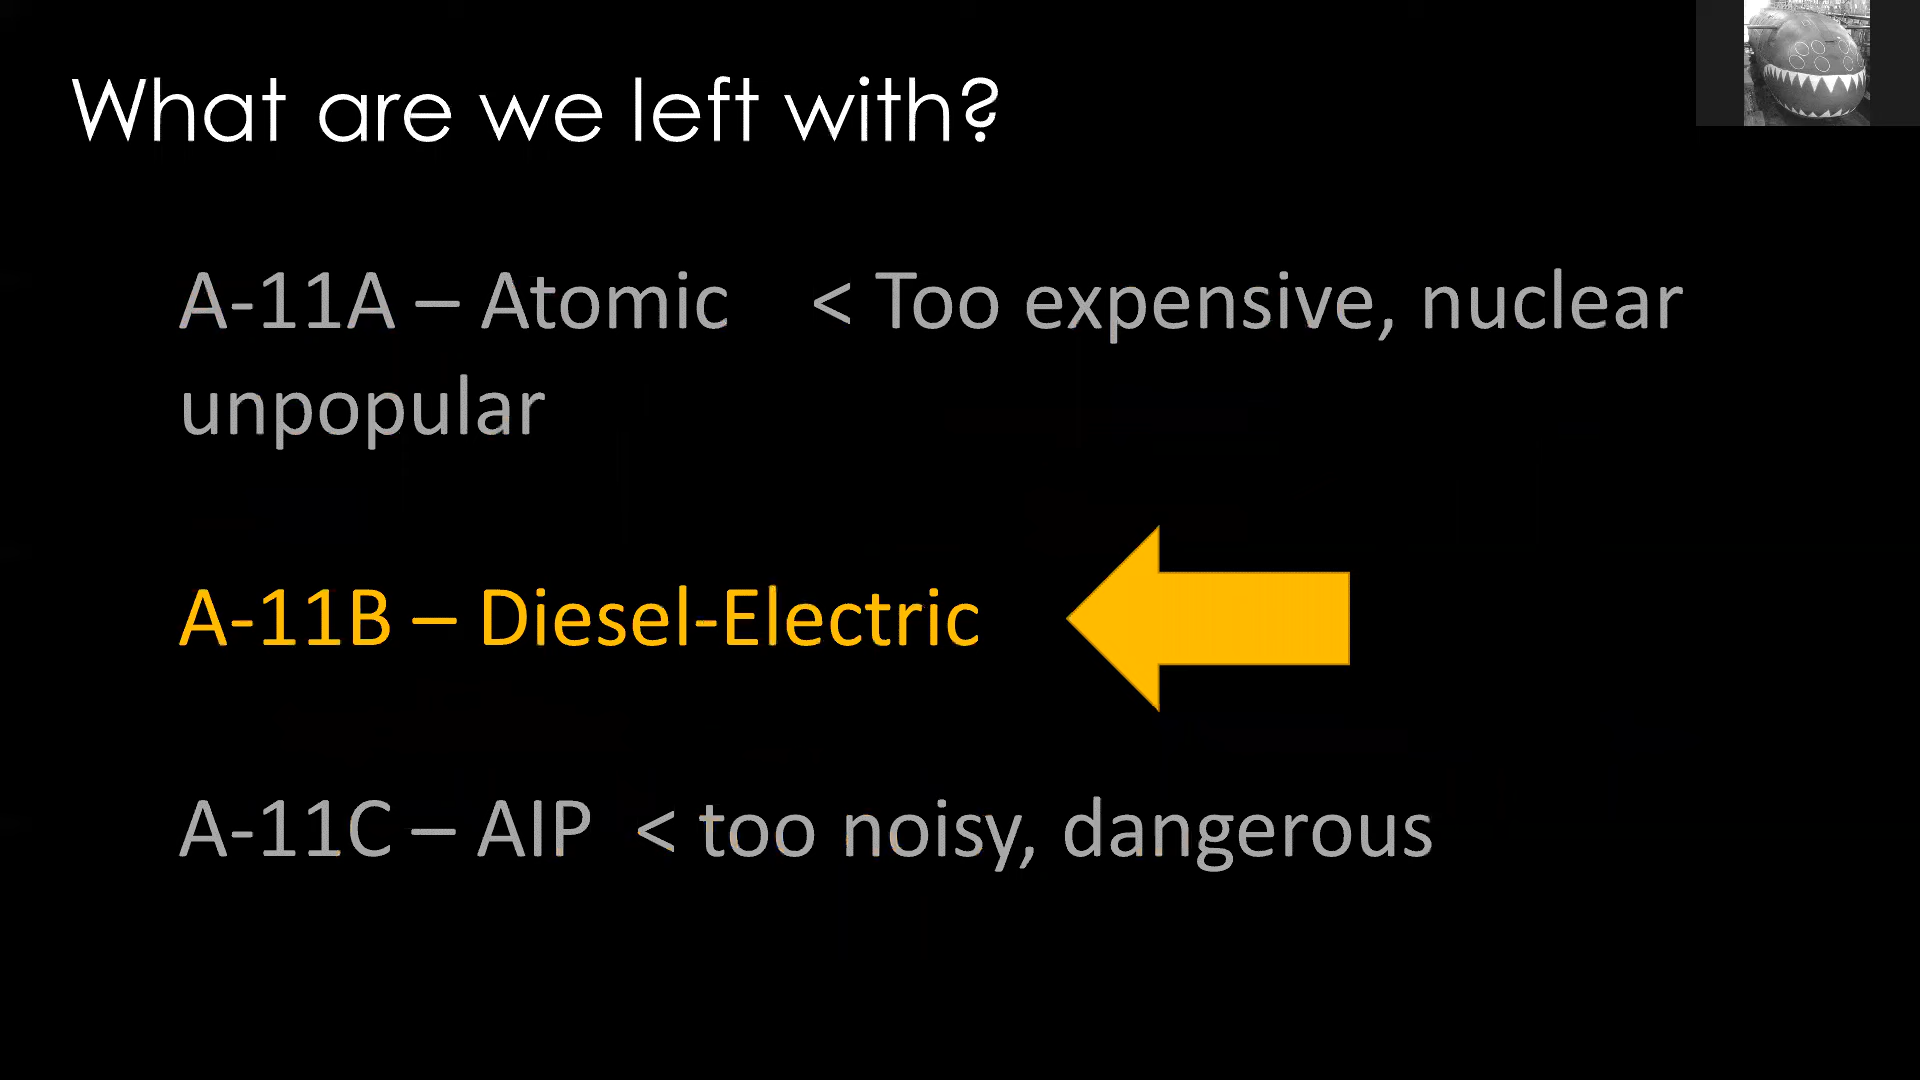 What are we left with?
A-11A – Atomic < Too expensive, nuclear
unpopular
A-11B – Diesel-Electric
A-11C – AIP < too noisy, dangerous